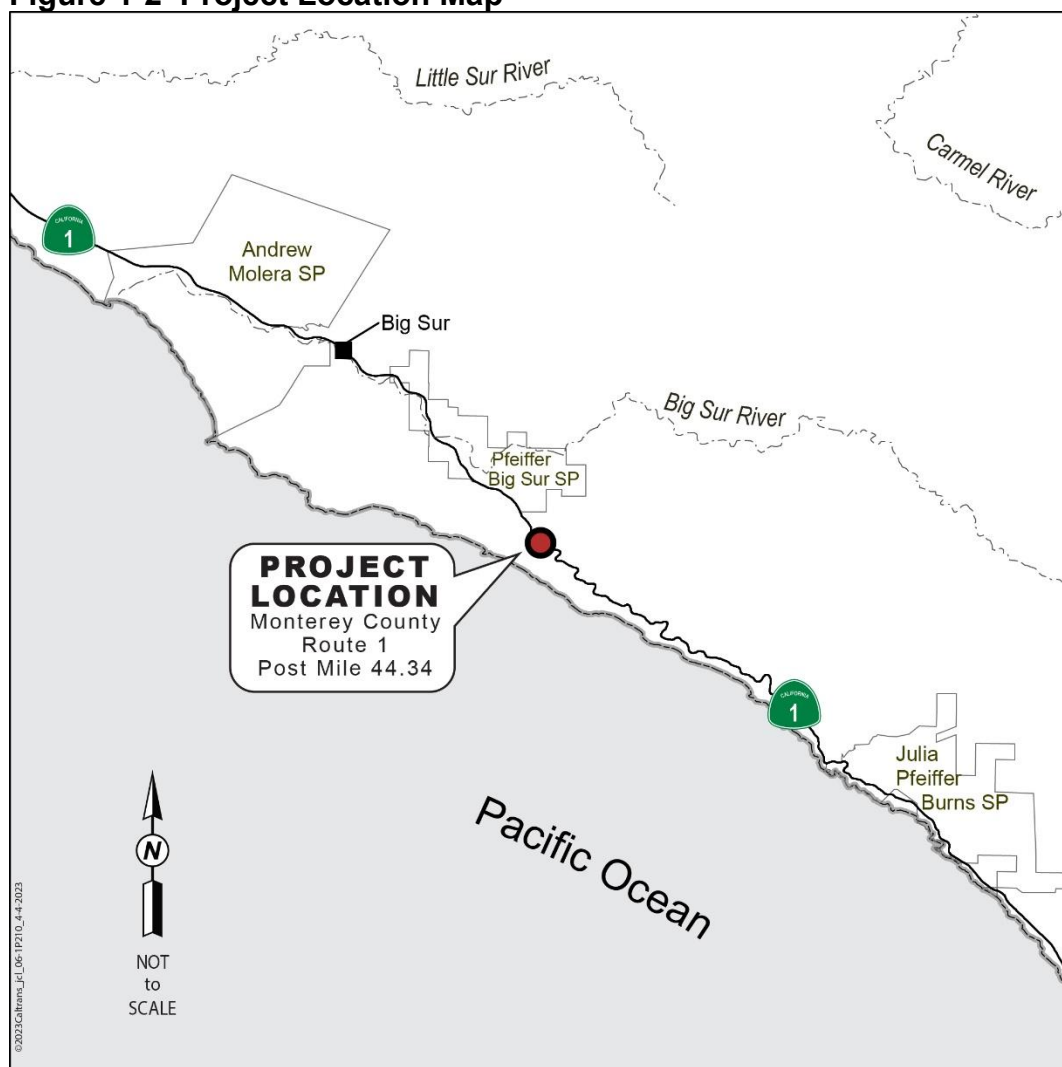 Figure 1-2 Project Location Map
Little Sur River
Carmel River
CALIFORNIA
1
Andrew
Molera SP
Big Sur
Big Sur River
Pfeiffer
Big Sur SP
PROJECT
LOCATION
Monterey County
Route 1
Post Mile 44.34
CALIFORNIA
1
Julia
Pfeiffer
Burns SP
Pacific Ocean
N
NOT
to
SCALE
©2023Caltrans_jcl_06-1P210_4-4-2023